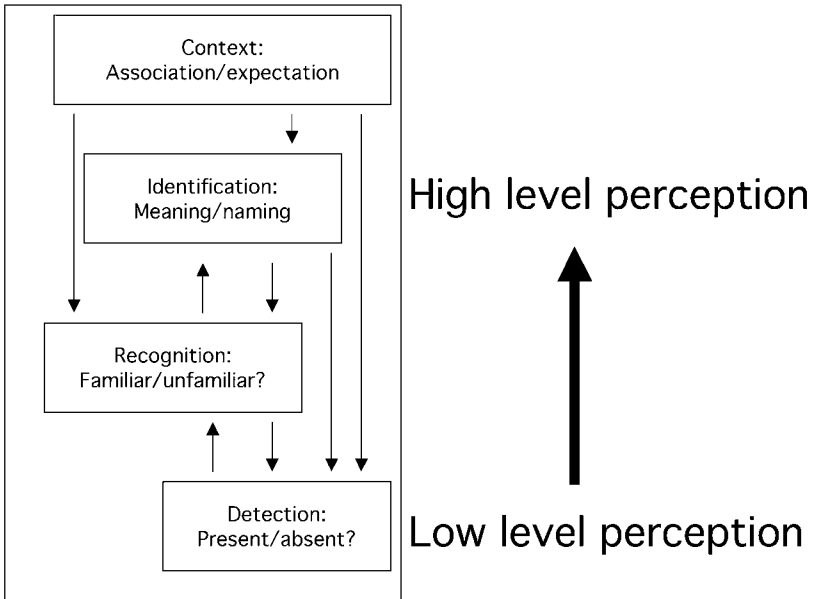 Context:
Association/expectation
Identification:
Meaning/naming
High level perception
Recognition:
Familiar/unfamiliar?
Detection:
Present/absent?
Low level perception